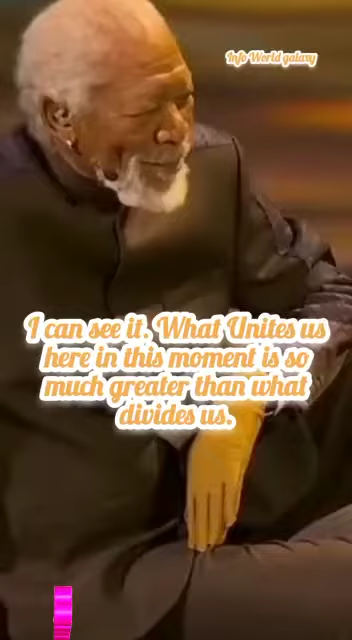 Info World galaxy
I can see it. What Unites us
here in this moment is so
much greater than what
divides us.